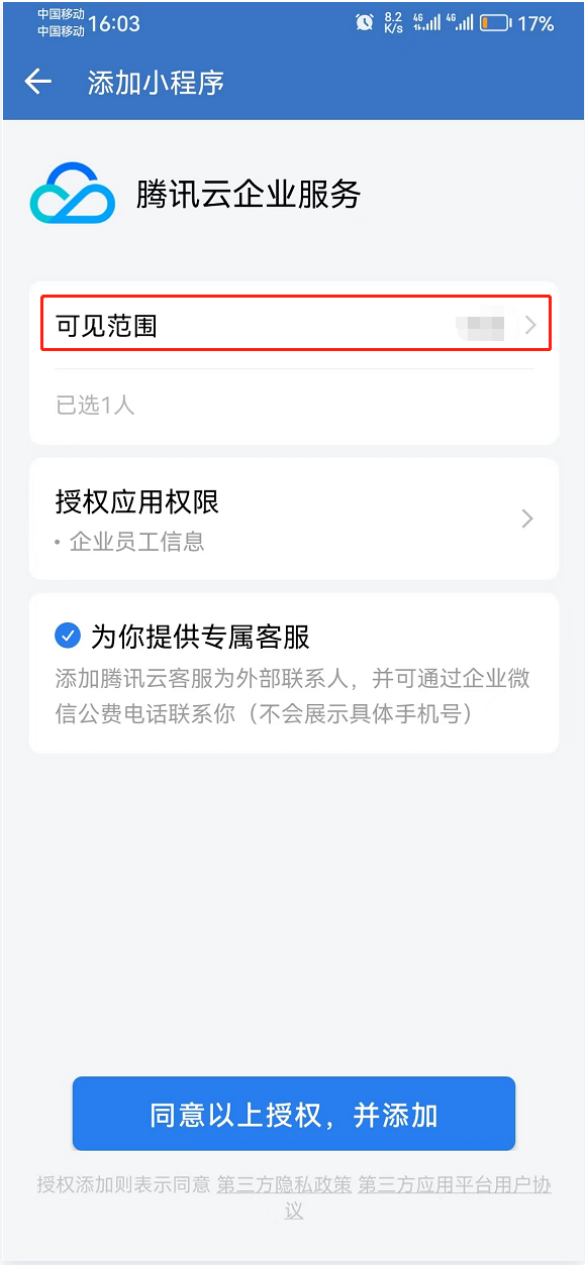 中国移动
中国移动
16:03
8.2 K/s 4G 4G 17%
添加小程序
腾讯云企业服务
可见范围
已选1人
授权应用权限
• 企业员工信息
为你提供专属客服
添加腾讯云客服为外部联系人，并可通过企业微
信公费电话联系你（不会展示具体手机号）
同意以上授权，并添加
授权添加则表示同意 第三方隐私政策 第三方应用平台用户协
议